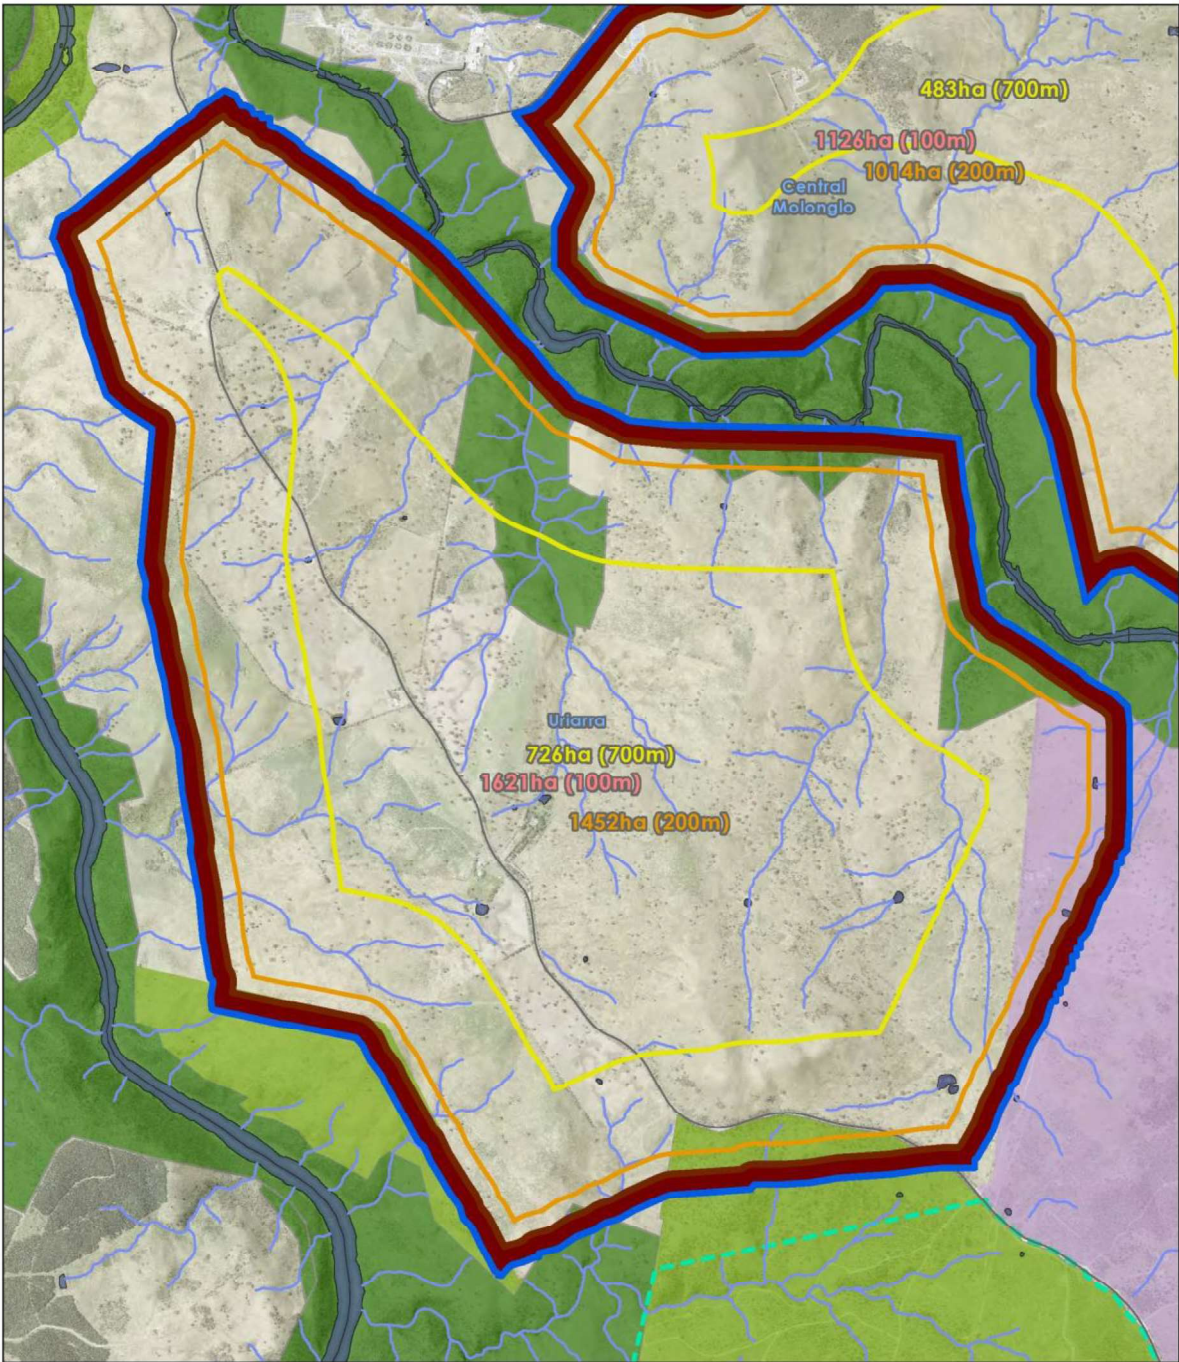 483ha (700m)
1126ha (100m)
1014ha (200m)
Central
Molonglo
Uriarra
726ha (700m)
1621ha (100m)
1452ha (200m)